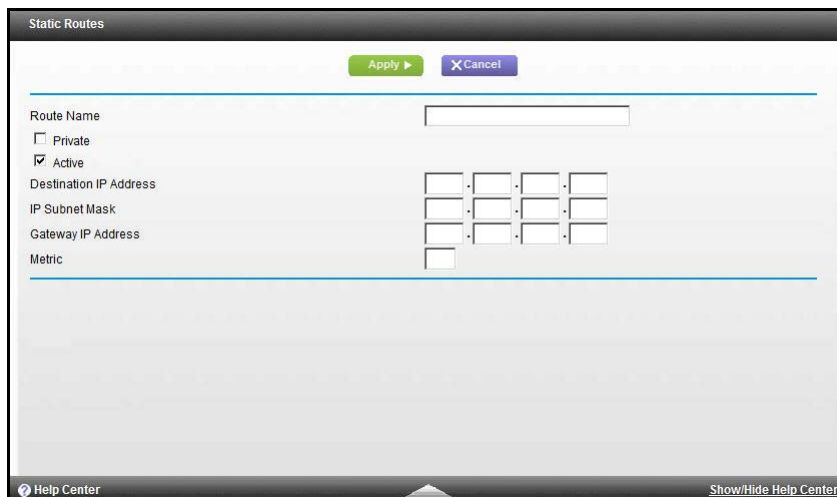 Static Routes
Apply ▶
X Cancel
Route Name
Private
Active
Destination IP Address
. . .
IP Subnet Mask
. . .
Gateway IP Address
. . .
Metric
? Help Center
Show/Hide Help Center